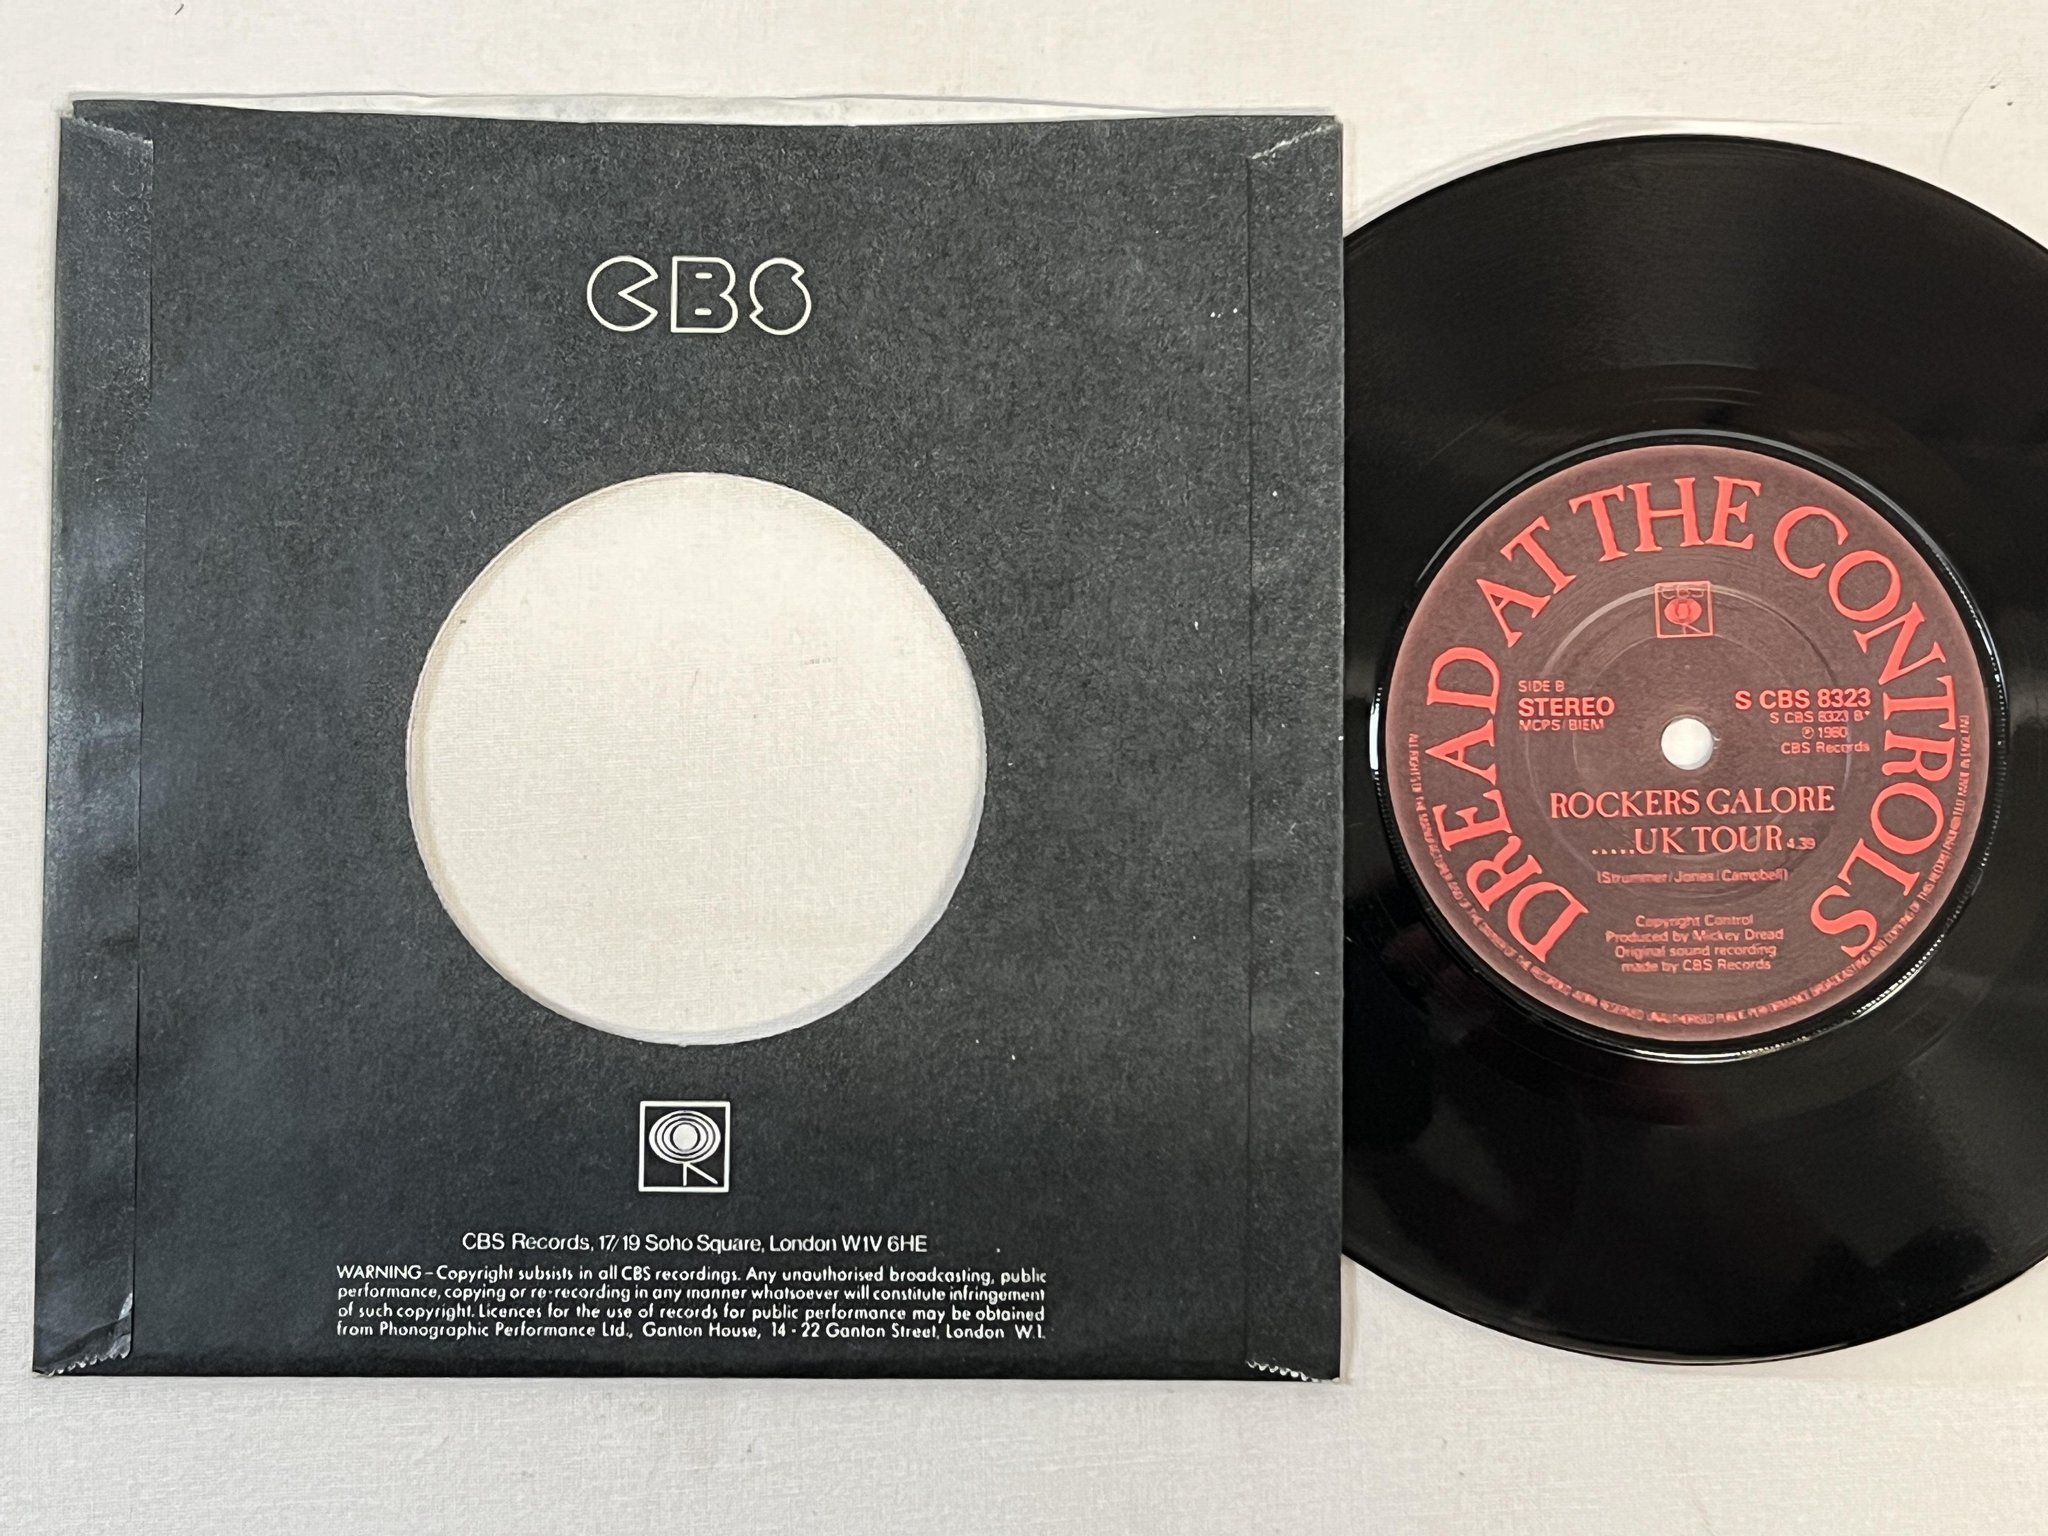 CBS
CBS Records, 17/19 Soho Square, London W1V 6HE
WARNING – Copyright subsists in all CBS recordings. Any unauthorised broadcasting, public
performance, copying or re-recording in any manner whatsoever will constitute infringement
of such copyright. Licences for the use of records for public performance may be obtained
from Phonographic Performance Ltd., Ganton House, 14 - 22 Ganton Street, London W.1.
DREAD AT THE CONTROLS
CBS
SIDE B
STEREO
MCPS/BIEM
S CBS 8323
S CBS 8323 B*
℗ 1980
CBS Records
ROCKERS GALORE
.....UK TOUR 4.39
(Strummer/Jones/Campbell)
Copyright Control
Produced by Mickey Dread
Original sound recording
made by CBS Records